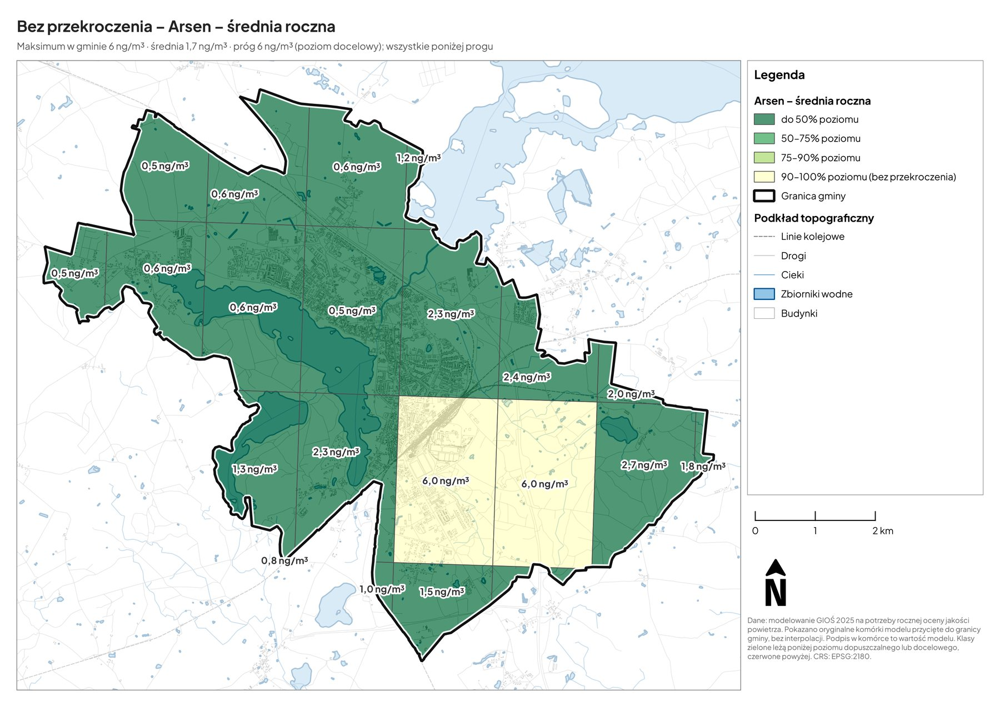 Bez przekroczenia – Arsen – średnia roczna
Maksimum w gminie 6 ng/m³ · średnia 1,7 ng/m³ · próg 6 ng/m³ (poziom docelowy); wszystkie poniżej progu
1,2 ng/m³
0,5 ng/m³
0,6 ng/m³
0,6 ng/m³
0,6 ng/m³
0,5 ng/m³
0,6 ng/m³
0,5 ng/m³
2,3 ng/m³
2,4 ng/m³
2,0 ng/m³
2,3 ng/m³
1,3 ng/m³
2,7 ng/m³
1,8 ng/m³
6,0 ng/m³
6,0 ng/m³
0,8 ng/m³
1,0 ng/m³
1,5 ng/m³
Legenda
Arsen – średnia roczna
do 50% poziomu
50–75% poziomu
75–90% poziomu
90–100% poziomu (bez przekroczenia)
Granica gminy
Podkład topograficzny
Linie kolejowe
Drogi
Cieki
Zbiorniki wodne
Budynki
0 1 2 km
N
Dane: modelowanie GIOŚ 2025 na potrzeby rocznej oceny jakości
powietrza. Pokazano oryginalne komórki modelu przycięte do granicy
gminy, bez interpolacji. Podpis w komórce to wartość modelu. Klasy
zielone leżą poniżej poziomu dopuszczalnego lub docelowego,
czerwone powyżej. CRS: EPSG:2180.